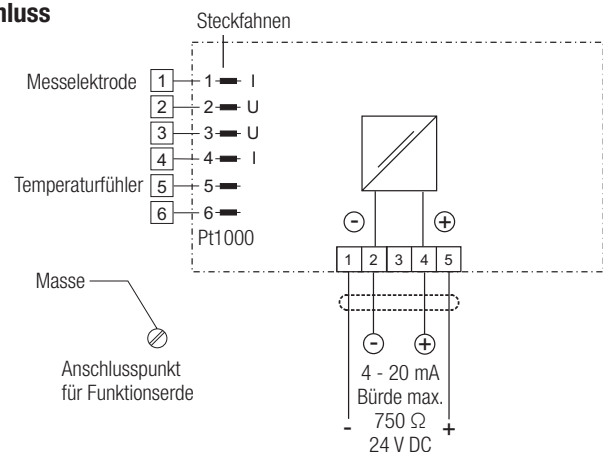 nluss
Steckfahnen
Messelektrode 1 1 I
2 2 U
3 3 U
4 4 I
Temperaturfühler 5 5
6 6
Pt1000
- +
1 2 3 4 5
Masse
Anschlusspunkt
für Funktionserde
- +
4 - 20 mA
Bürde max.
750 Ω
- +
24 V DC